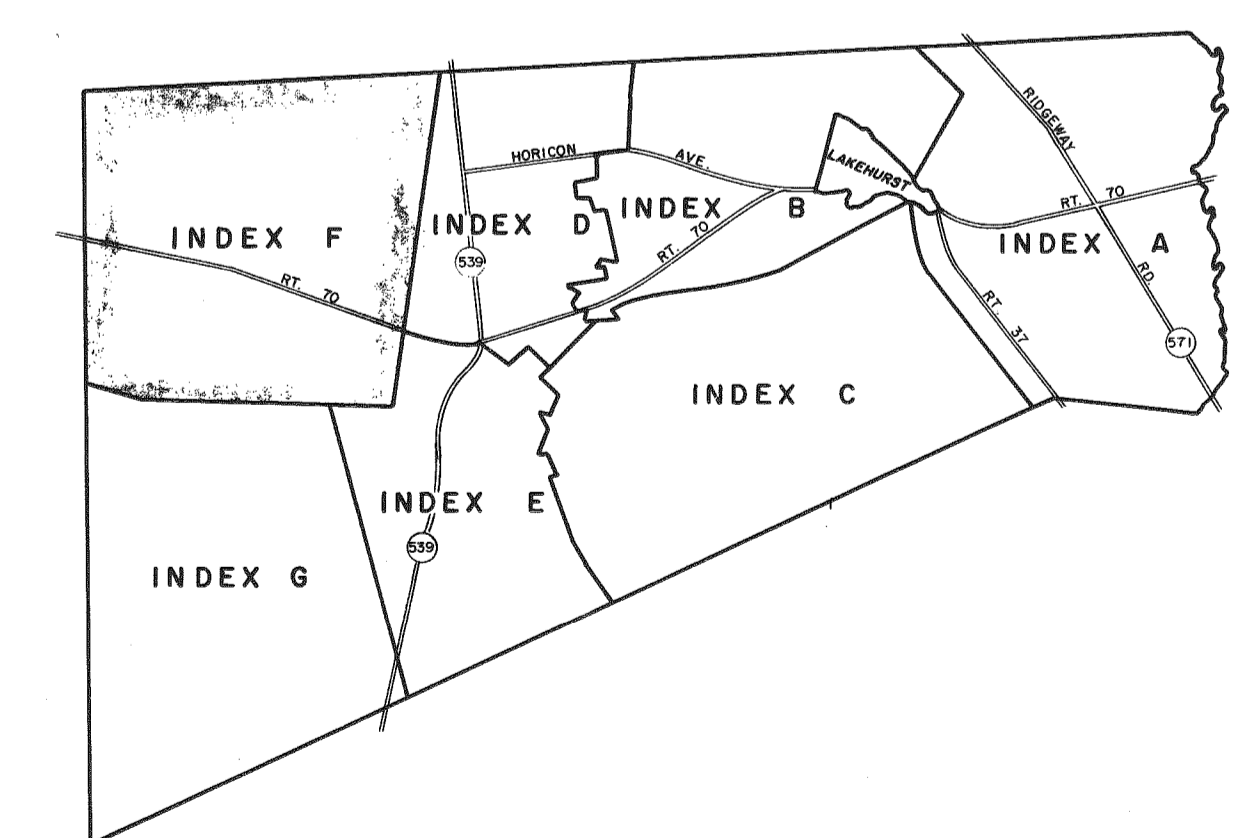 RIDGEWAY
HORICON
AVE.
LAKEHURST
RT. 70
INDEX F
INDEX D
INDEX B
INDEX A
539
RT. 70
RT. 70
RD.
RT. 37
571
INDEX C
INDEX E
539
INDEX G